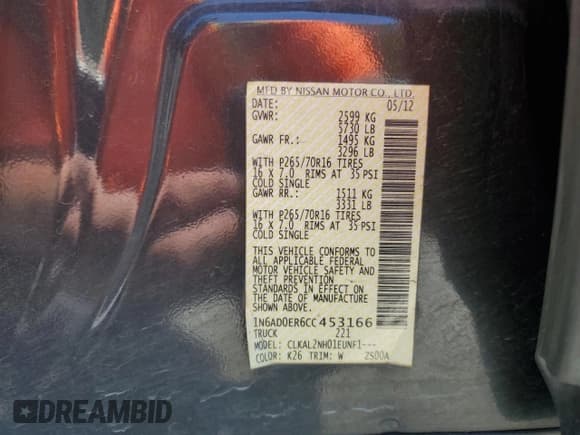 MFD BY NISSAN MOTOR CO., LTD.
DATE: 05/12
GVWR: 2599 KG
5730 LB
GAWR FR.: 1495 KG
3296 LB
WITH P265/70R16 TIRES
16 X 7.0 RIMS AT 35 PSI
COLD SINGLE
GAWR RR.: 1511 KG
3331 LB
WITH P265/70R16 TIRES
16 X 7.0 RIMS AT 35 PSI
COLD SINGLE
THIS VEHICLE CONFORMS TO
ALL APPLICABLE FEDERAL
MOTOR VEHICLE SAFETY AND
THEFT PREVENTION
STANDARDS IN EFFECT ON
THE DATE OF MANUFACTURE
SHOWN ABOVE.
1N6AD0ER6CC453166
TRUCK 221
MODEL: CLKAL2NH01EUNF1---
COLOR: K26 TRIM: W 2S00A
DREAMBID